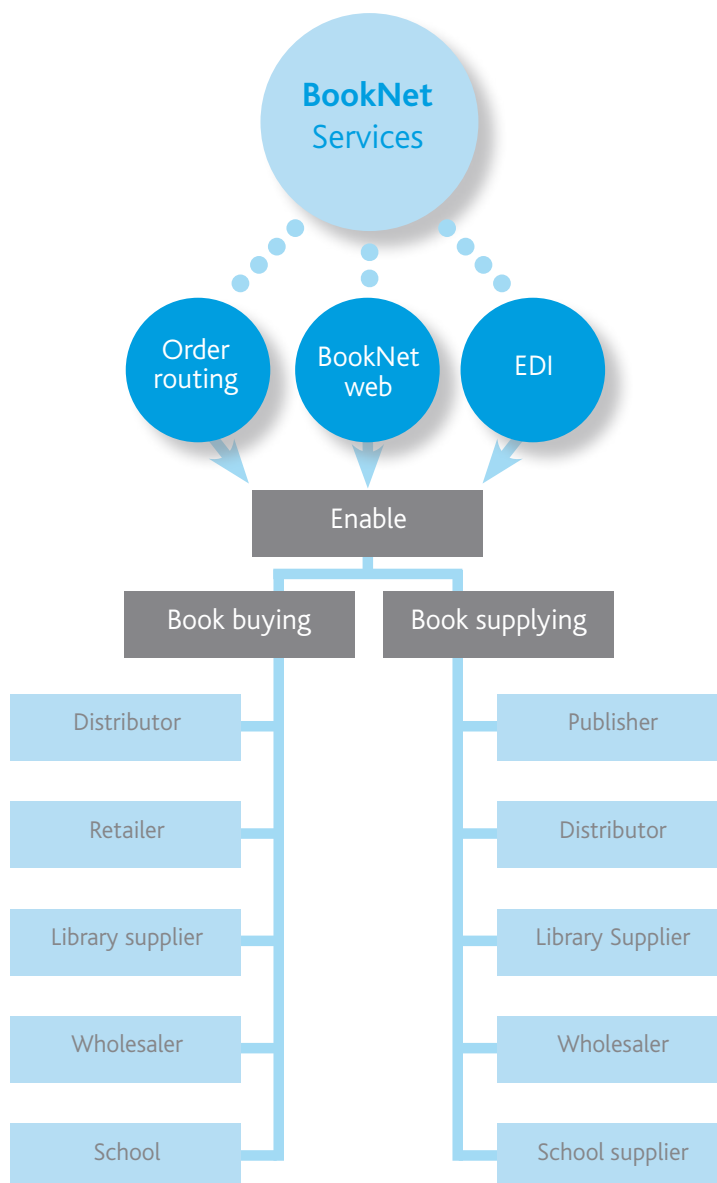 BookNet
Services
Order
routing
BookNet
web
EDI
Enable
Book buying
Book supplying
Distributor
Publisher
Retailer
Distributor
Library supplier
Library Supplier
Wholesaler
Wholesaler
School
School supplier